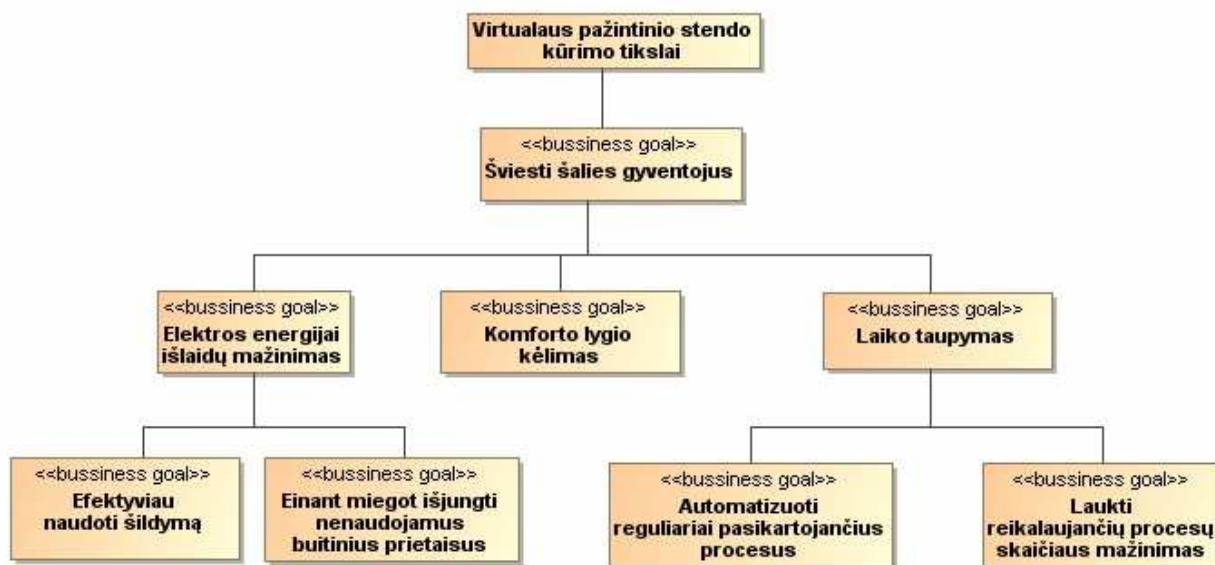 Virtualaus pažintinio stendo
kūrimo tikslai
<<bussiness goal>>
Šviesti šalies gyventojus
<<bussiness goal>>
Elektros energijai
išlaidų mažinimas
<<bussiness goal>>
Komforto lygio
kėlimas
<<bussiness goal>>
Laiko taupymas
<<bussiness goal>>
Efektyviau
naudoti šildymą
<<bussiness goal>>
Einant miegot išjungti
nenaudojamus
buitinius prietaisus
<<bussiness goal>>
Automatizuoti
reguliariai pasikartojančius
procesus
<<bussiness goal>>
Laukti
reikalaujančių procesų
skaičiaus mažinimas